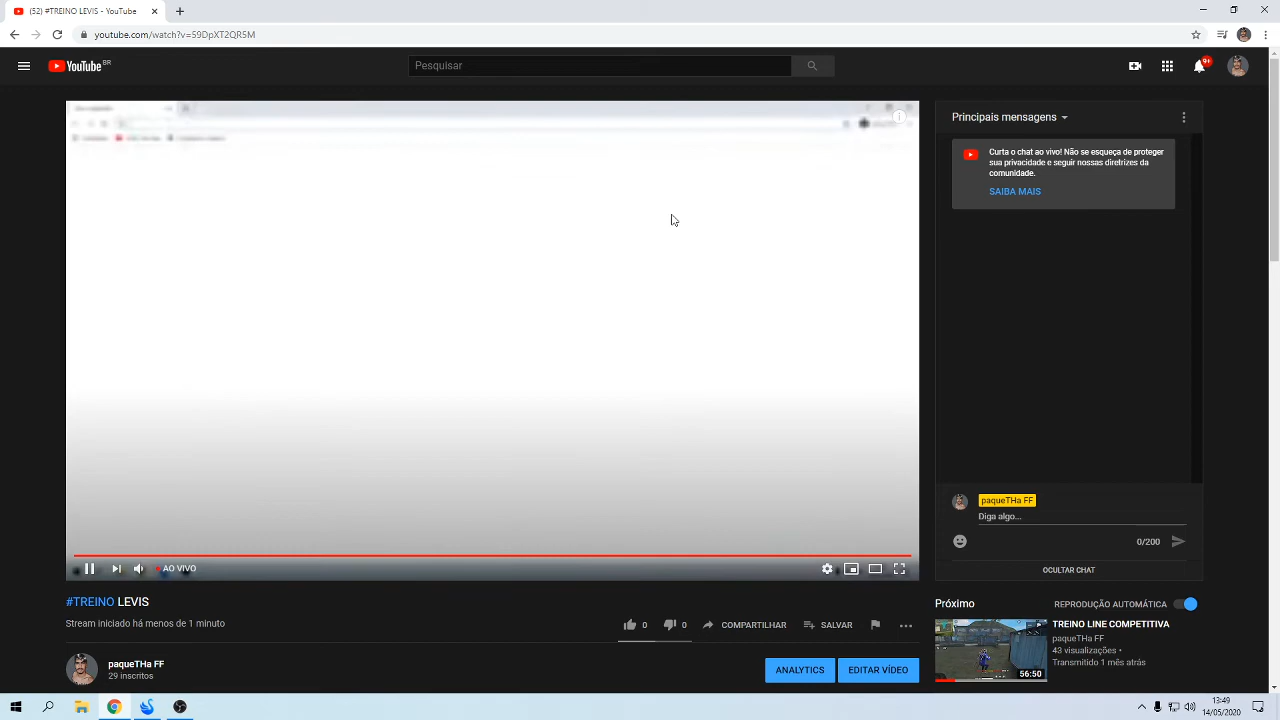 (52) #TREINO LEVIS - YouTube
youtube.com/watch?v=59DpXT2QR5M
YouTube BR
Pesquisar
9+
Principais mensagens
Curta o chat ao vivo! Não se esqueça de proteger
sua privacidade e seguir nossas diretrizes da
comunidade.
SAIBA MAIS
paqueTHa FF
Diga algo...
0/200
OCULTAR CHAT
AO VIVO
#TREINO LEVIS
Stream iniciado há menos de 1 minuto
0
0
COMPARTILHAR
SALVAR
paqueTHa FF
29 inscritos
ANALYTICS
EDITAR VÍDEO
Próximo
REPRODUÇÃO AUTOMÁTICA
TREINO LINE COMPETITIVA
paqueTHa FF
43 visualizações •
Transmitido 1 mês atrás
56:50
13:49
14/05/2020